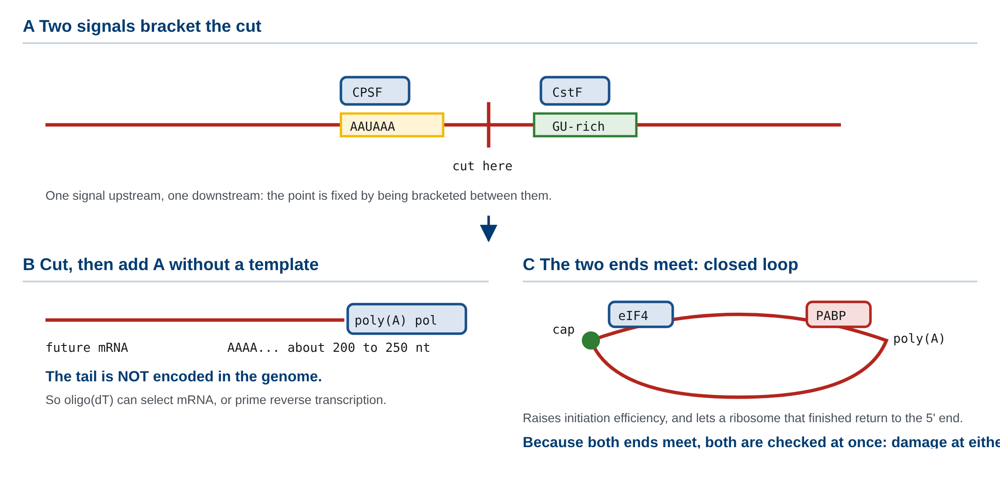 A Two signals bracket the cut
CPSF
CstF
AAUAAA
GU-rich
cut here
One signal upstream, one downstream: the point is fixed by being bracketed between them.
B Cut, then add A without a template
poly(A) pol
future mRNA
AAAA... about 200 to 250 nt
The tail is NOT encoded in the genome.
So oligo(dT) can select mRNA, or prime reverse transcription.
C The two ends meet: closed loop
eIF4
PABP
cap
poly(A)
Raises initiation efficiency, and lets a ribosome that finished return to the 5' end.
Because both ends meet, both are checked at once: damage at